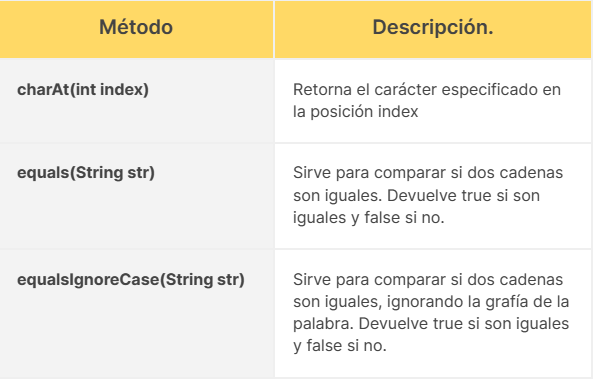 Método
Descripción.
charAt(int index)
Retorna el carácter especificado en
la posición index
equals(String str)
Sirve para comparar si dos cadenas
son iguales. Devuelve true si son
iguales y false si no.
equalsIgnoreCase(String str)
Sirve para comparar si dos cadenas
son iguales, ignorando la grafía de la
palabra. Devuelve true si son iguales
y false si no.